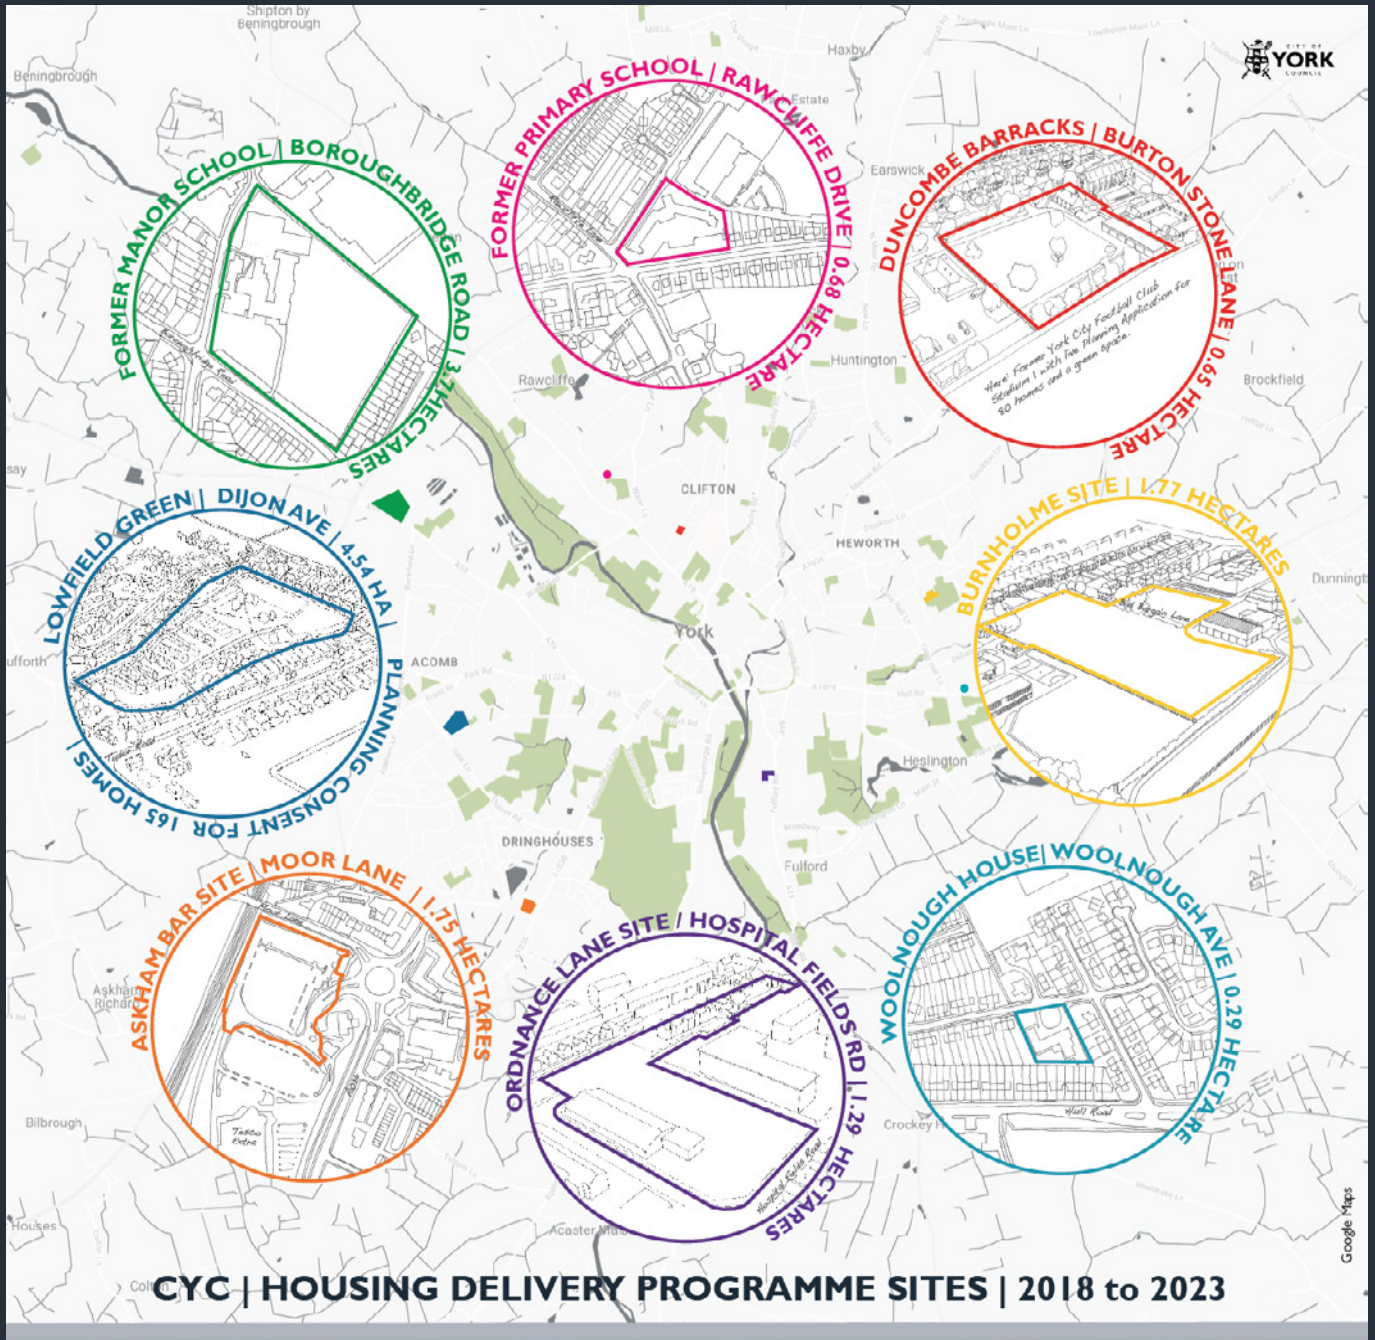 Shipton by
Beningbrough
Beningbrough
Haxby
Earswick
Huntington
Brockfield
Rawcliffe
CLIFTON
HEWORTH
York
ACOMB
Heslington
DRINGHOUSES
Fulford
Bilbrough
CITY OF
YORK
COUNCIL
FORMER MANOR SCHOOL | BOROUGHBRIDGE ROAD | 3.7 HECTARES
FORMER PRIMARY SCHOOL | RAWCLIFFE DRIVE | 0.68 HECTARE
DUNCOMBE BARRACKS | BURTON STONE LANE | 0.65 HECTARE
Here! Former York City Football Club
Stadium | with live Planning Application for
80 homes and a green space.
LOWFIELD GREEN | DIJON AVE | 4.54 HA | PLANNING CONSENT FOR 165 HOMES |
BURNHOLME SITE | 1.77 HECTARES
Bad Bargain Lane
ASKHAM BAR SITE | MOOR LANE | 1.75 HECTARES
Tesco
Extra
ORDNANCE LANE SITE / HOSPITAL FIELDS RD | 1.29 HECTARES
Hospital Fields Road
WOOLNOUGH HOUSE | WOOLNOUGH AVE | 0.29 HECTARE
Hull Road
Google Maps
CYC | HOUSING DELIVERY PROGRAMME SITES | 2018 to 2023